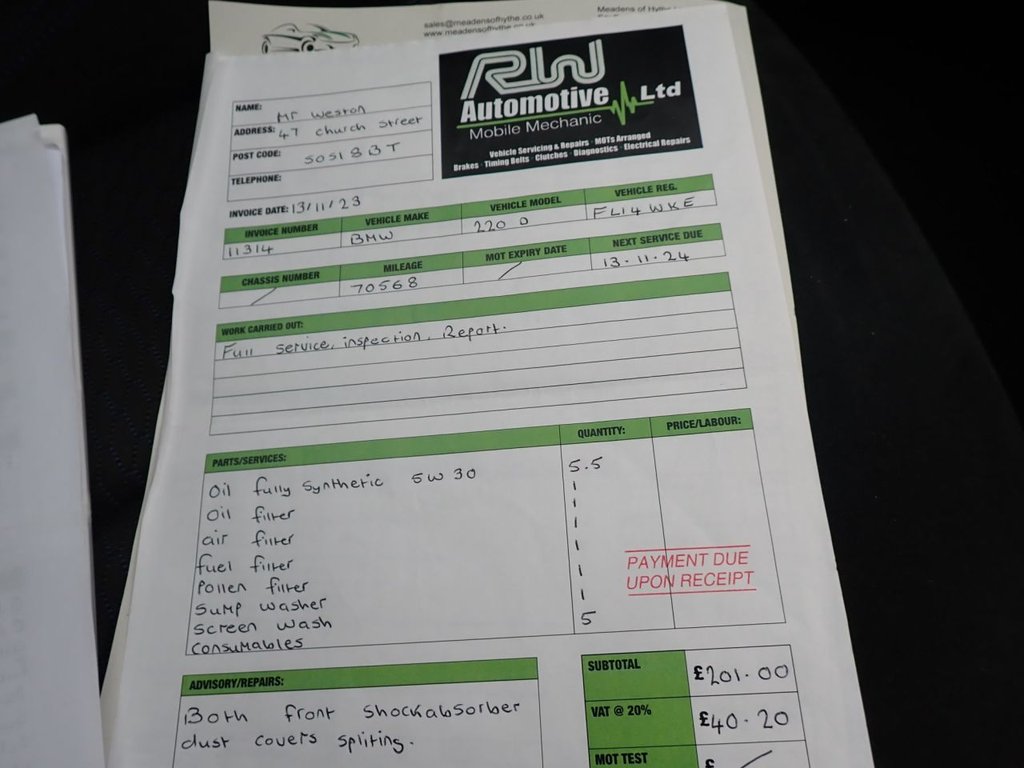 sales@meadensofhythe.co.uk
www.meadensofhythe.co.uk
Meadens of Hythe
RW
Automotive Ltd
Mobile Mechanic
Vehicle Servicing & Repairs · MOTs Arranged
Brakes · Timing Belts · Clutches · Diagnostics · Electrical Repairs
NAME: Mr Weston
ADDRESS: 47 Church Street
POST CODE: SO51 8BT
TELEPHONE:
INVOICE DATE: 13/11/23
INVOICE NUMBER VEHICLE MAKE VEHICLE MODEL VEHICLE REG.
11314 BMW 220 D FL14 WKE
CHASSIS NUMBER MILEAGE MOT EXPIRY DATE NEXT SERVICE DUE
/ 70568 / 13.11.24
WORK CARRIED OUT:
Full service, inspection, Report.
PARTS/SERVICES: QUANTITY: PRICE/LABOUR:
Oil fully synthetic 5W30 5.5
Oil filter 1
air filter 1
fuel filter 1
Pollen filter 1
Sump washer 1
Screen wash 1
Consumables 5
PAYMENT DUE
UPON RECEIPT
ADVISORY/REPAIRS:
Both front shockabsorber
dust covers spliting.
SUBTOTAL £201.00
VAT @ 20% £40.20
MOT TEST £ /